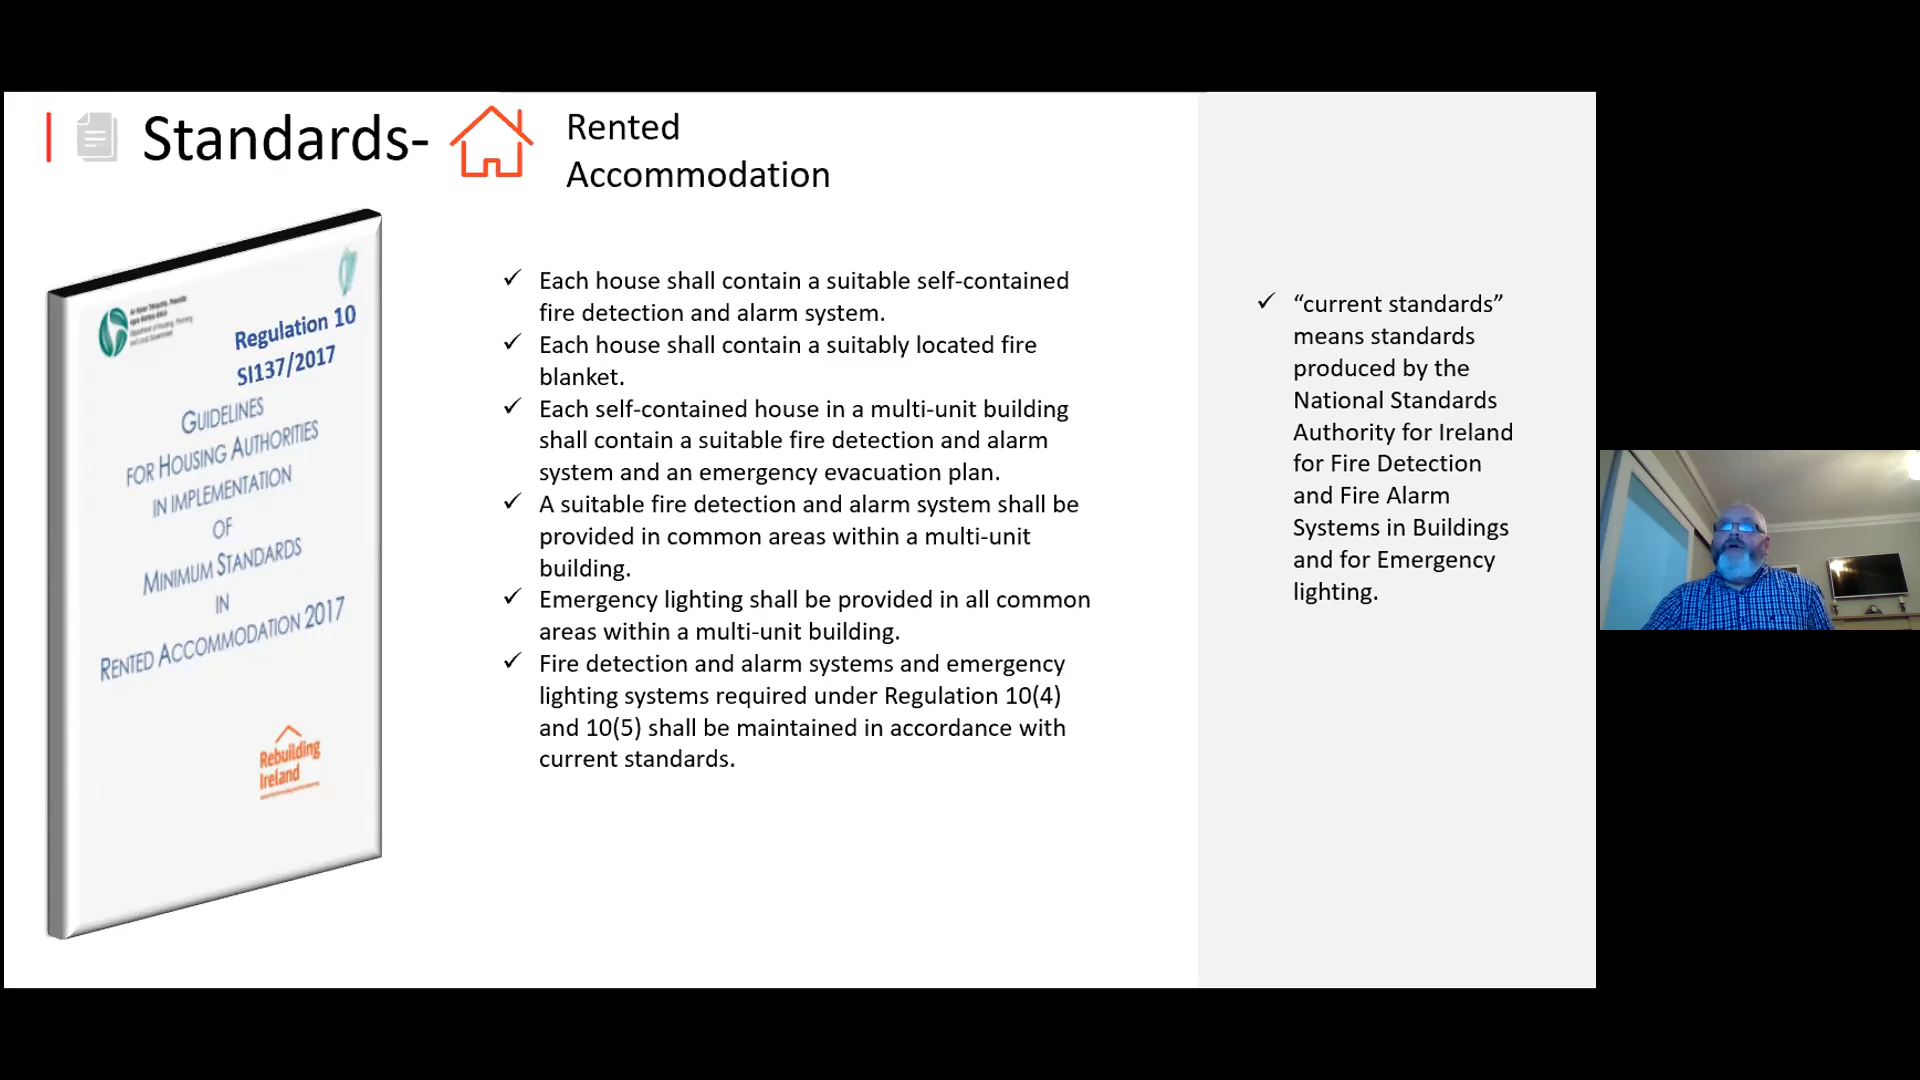 Standards-
Rented
Accommodation
Regulation 10
SI137/2017
GUIDELINES
FOR HOUSING AUTHORITIES
IN IMPLEMENTATION
OF
MINIMUM STANDARDS
IN
RENTED ACCOMMODATION 2017
Rebuilding
Ireland
✓ Each house shall contain a suitable self-contained
fire detection and alarm system.
✓ Each house shall contain a suitably located fire
blanket.
✓ Each self-contained house in a multi-unit building
shall contain a suitable fire detection and alarm
system and an emergency evacuation plan.
✓ A suitable fire detection and alarm system shall be
provided in common areas within a multi-unit
building.
✓ Emergency lighting shall be provided in all common
areas within a multi-unit building.
✓ Fire detection and alarm systems and emergency
lighting systems required under Regulation 10(4)
and 10(5) shall be maintained in accordance with
current standards.
✓ “current standards”
means standards
produced by the
National Standards
Authority for Ireland
for Fire Detection
and Fire Alarm
Systems in Buildings
and for Emergency
lighting.